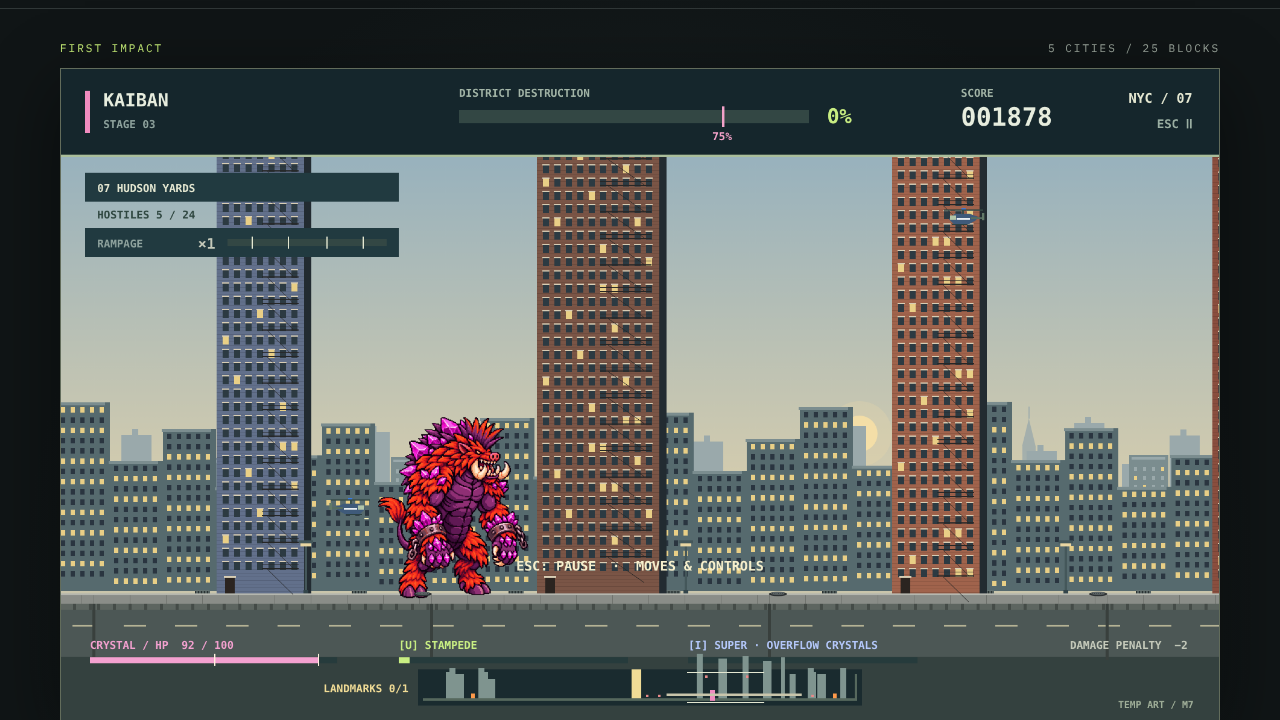 FIRST IMPACT
5 CITIES / 25 BLOCKS
KAIBAN
STAGE 03
DISTRICT DESTRUCTION
0%
75%
SCORE
001878
NYC / 07
ESC Ⅱ
07 HUDSON YARDS
HOSTILES 5 / 24
RAMPAGE ×1
ESC: PAUSE · MOVES & CONTROLS
CRYSTAL / HP 92 / 100
[U] STAMPEDE
[I] SUPER · OVERFLOW CRYSTALS
DAMAGE PENALTY −2
LANDMARKS 0/1
TEMP ART / M7